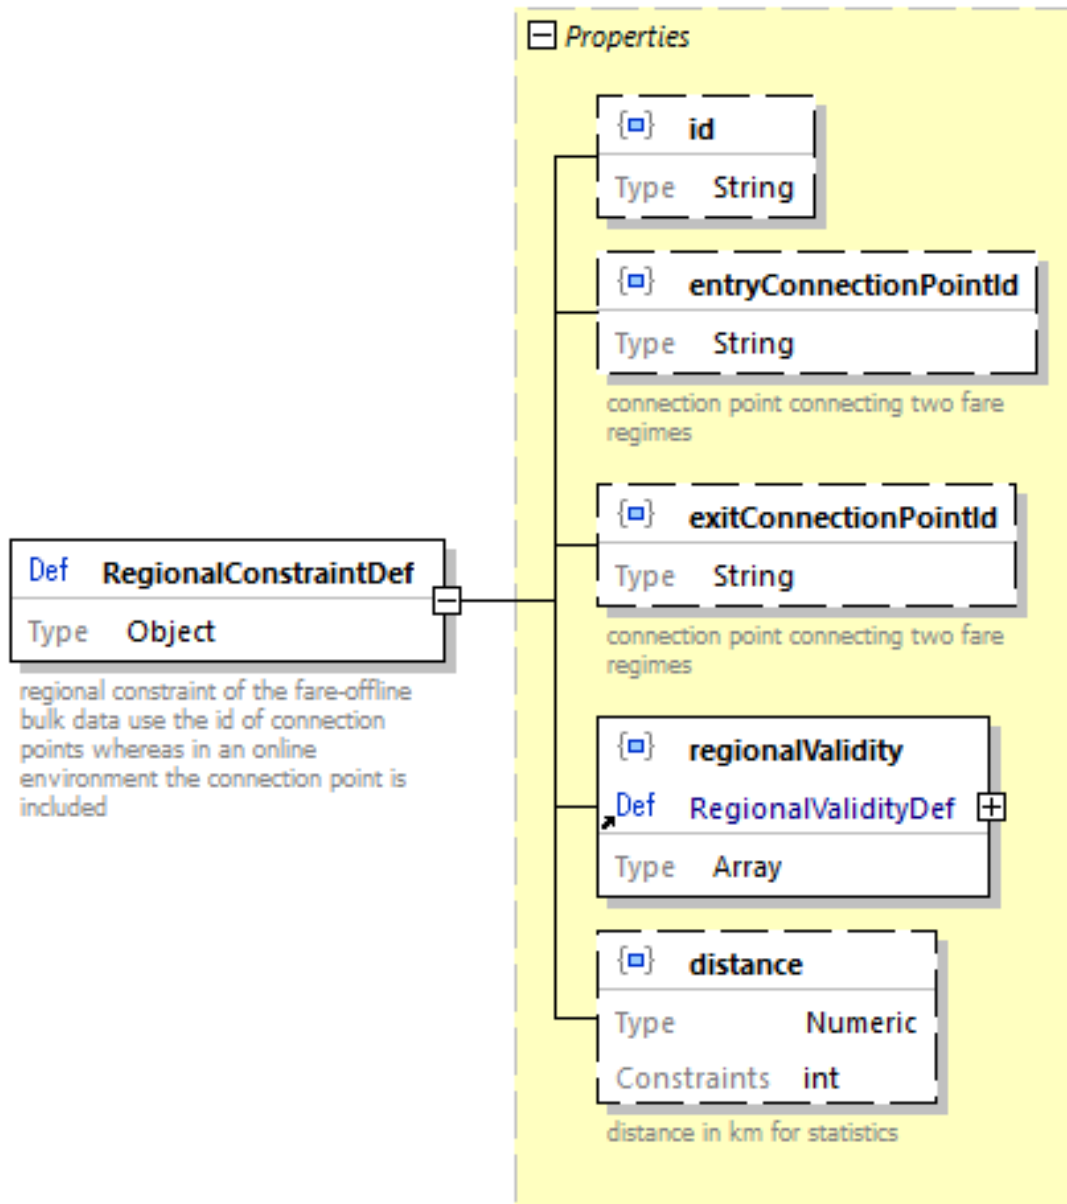 Properties
id
Type String
entryConnectionPointId
Type String
connection point connecting two fare
regimes
exitConnectionPointId
Type String
connection point connecting two fare
regimes
Def RegionalConstraintDef
Type Object
regional constraint of the fare-offline
bulk data use the id of connection
points whereas in an online
environment the connection point is
included
regionalValidity
Def RegionalValidityDef
Type Array
distance
Type Numeric
Constraints int
distance in km for statistics